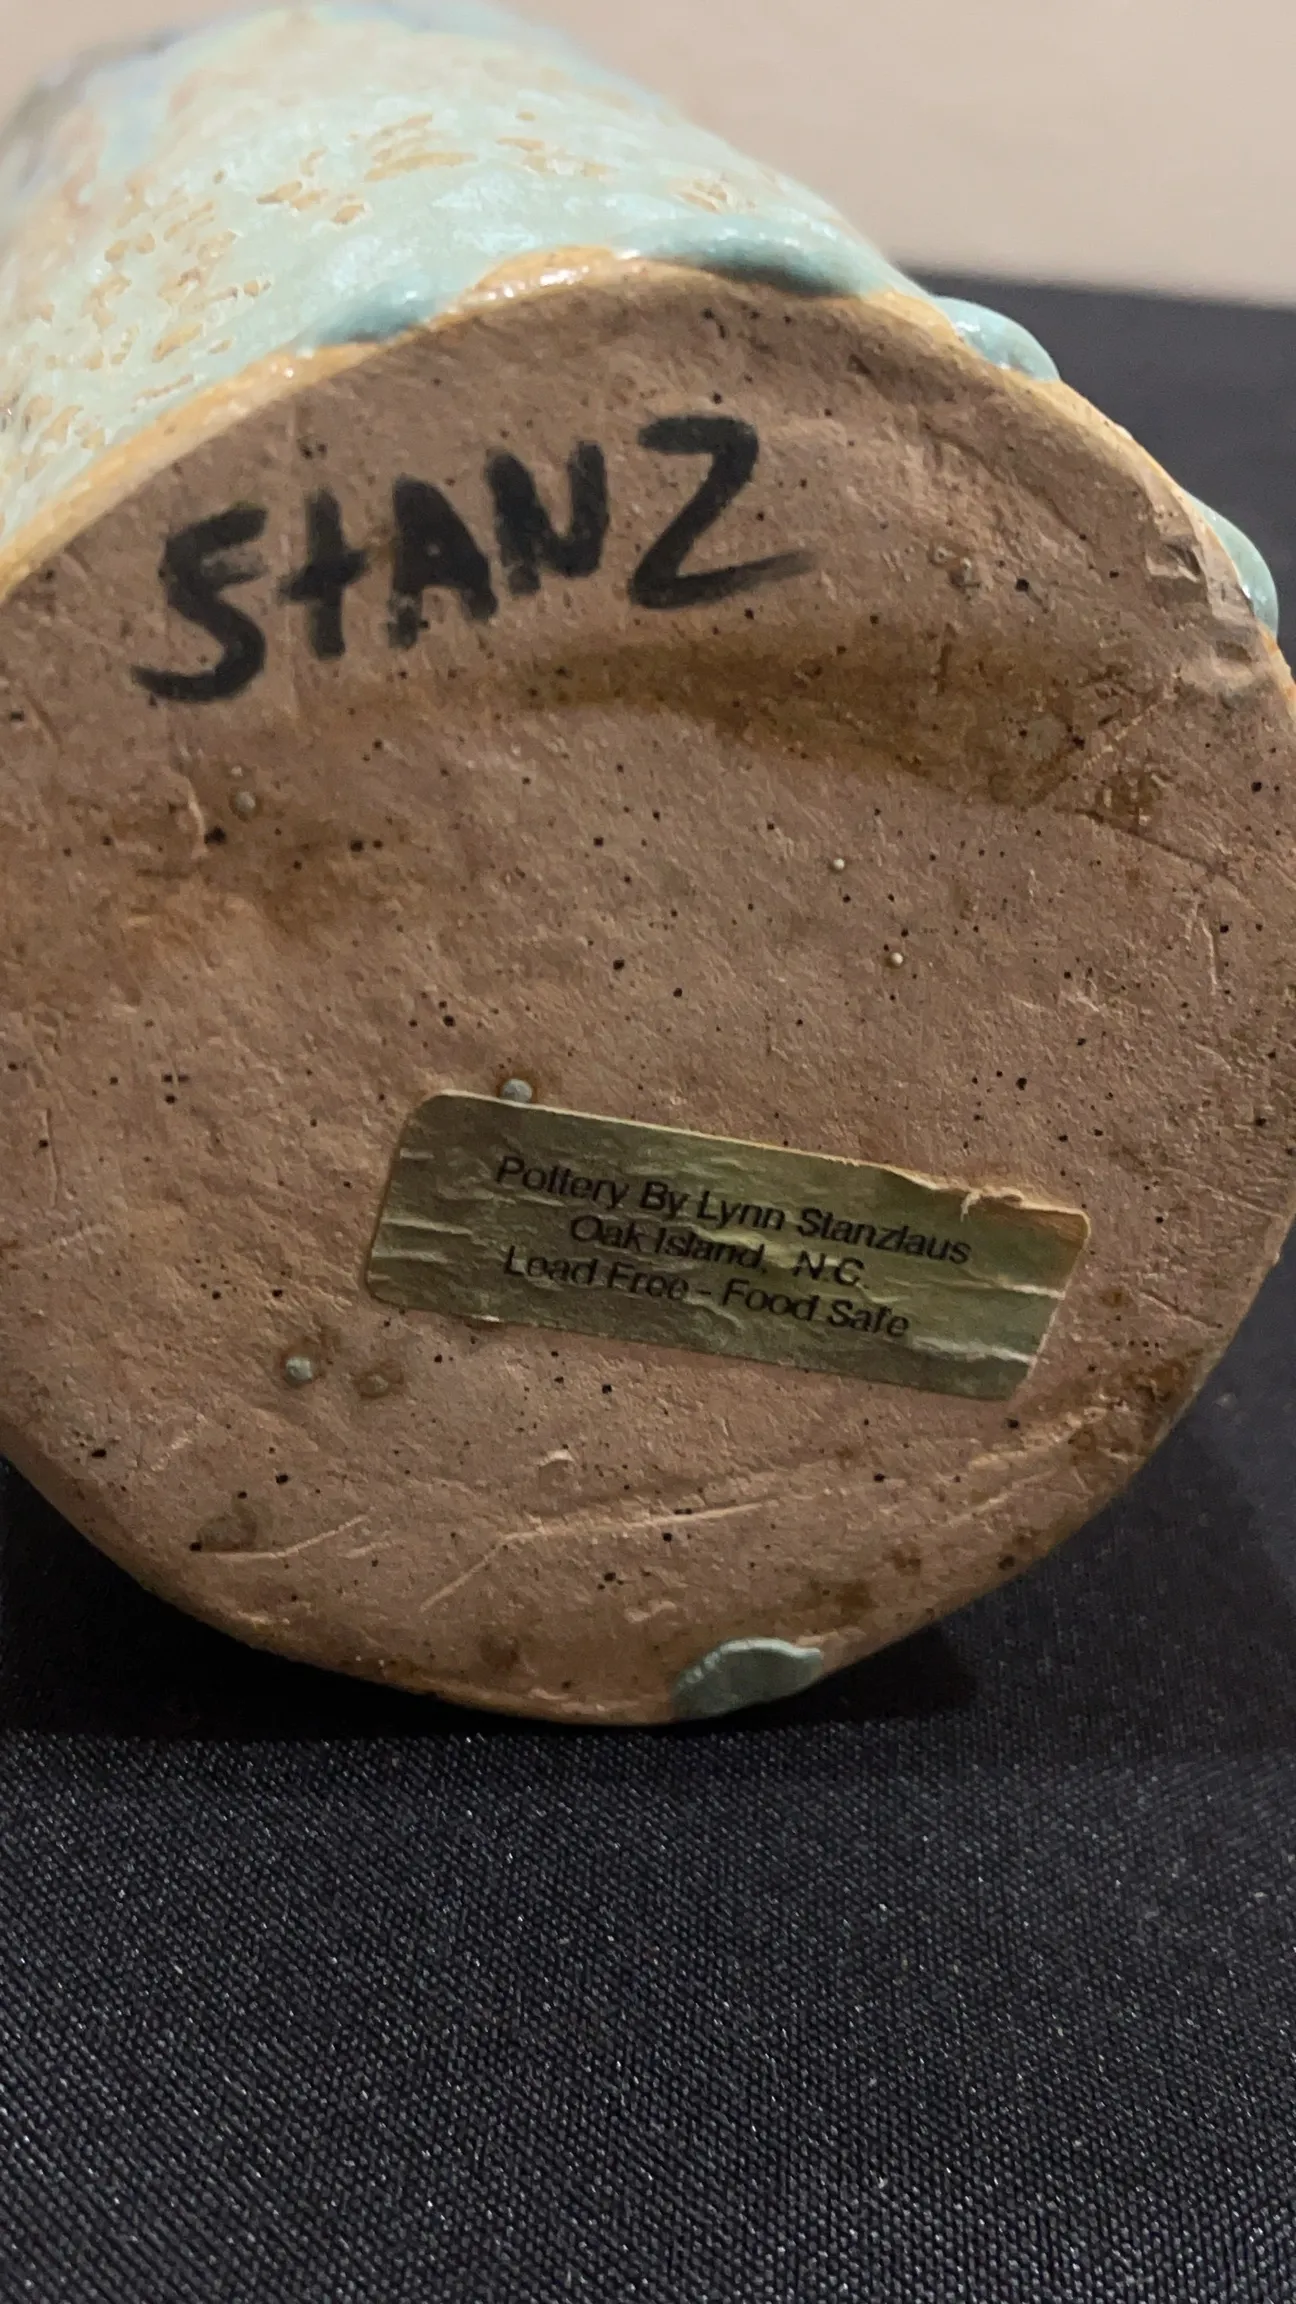 StANZ
Pottery By Lynn Stanzlaus
Oak Island, N.C.
Lead Free - Food Safe